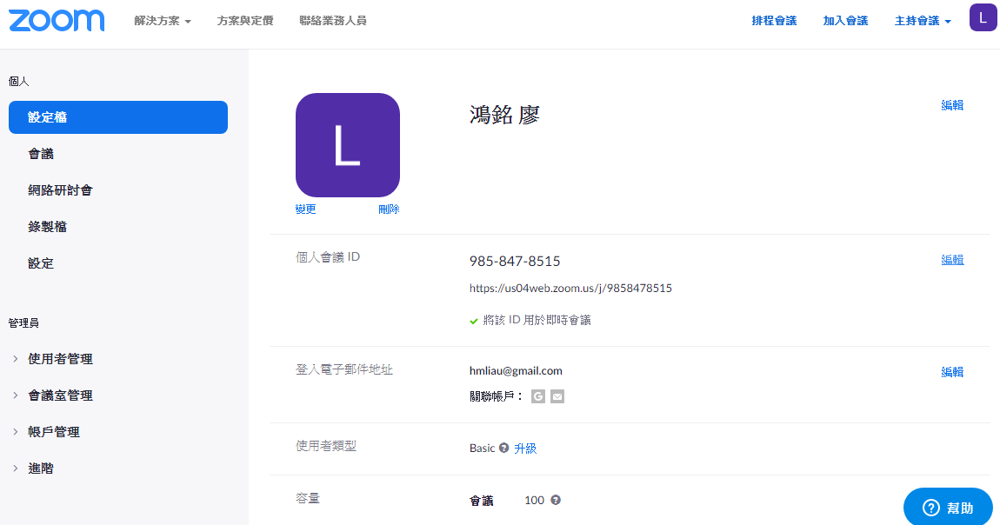 zoom
解決方案
方案與定價
聯絡業務人員
排程會議
加入會議
主持會議
L
個人
設定檔
會議
網路研討會
錄製檔
設定
管理員
使用者管理
會議室管理
帳戶管理
進階
L
變更 刪除
鴻銘 廖
編輯
個人會議 ID
985-847-8515
編輯
https://us04web.zoom.us/j/9858478515
將該 ID 用於即時會議
登入電子郵件地址
hmliau@gmail.com
編輯
關聯帳戶：
G
使用者類型
Basic ? 升級
容量
會議 100 ?
? 幫助